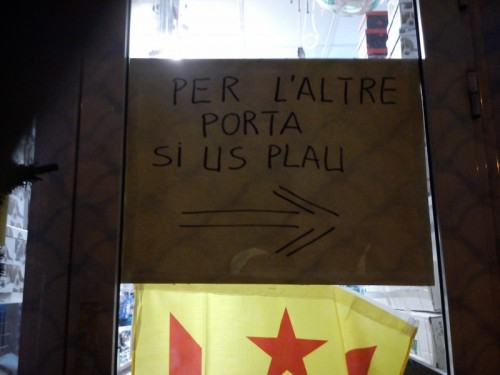 PER L'ALTRE
PORTA
Si US PLAU